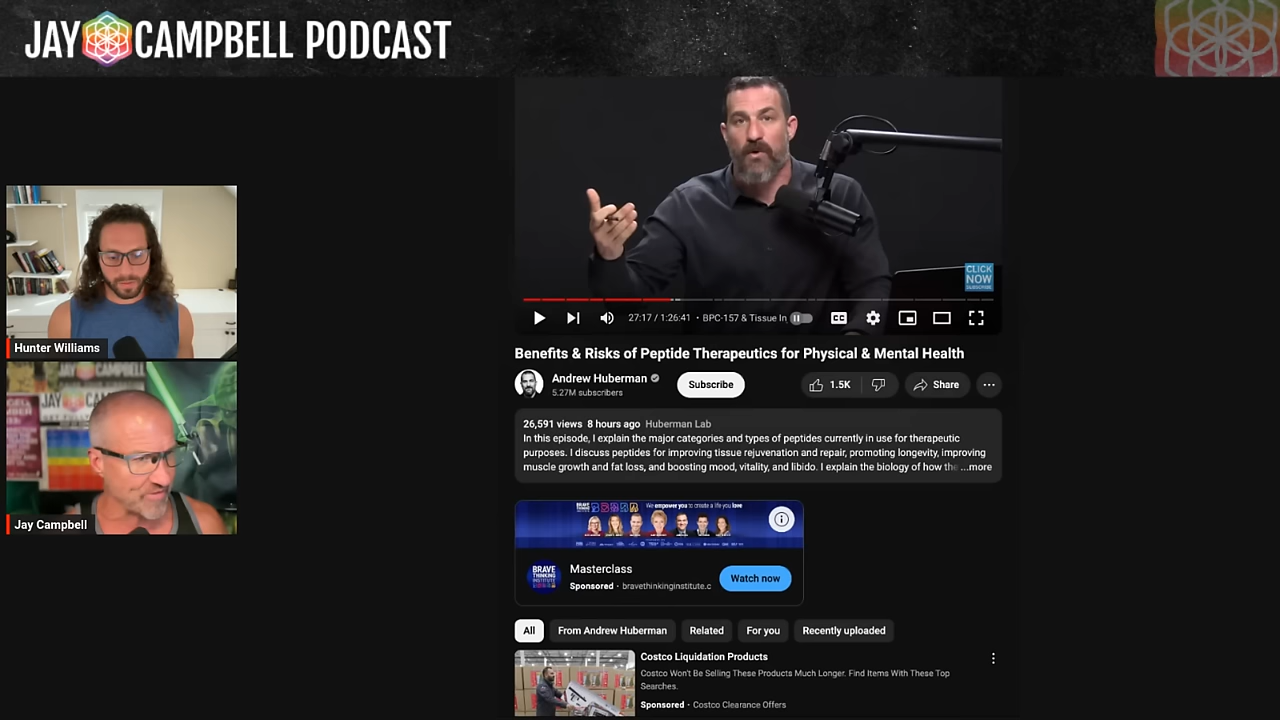 JAY CAMPBELL PODCAST
CLICK
NOW
SUBSCRIBE
27:17 / 1:26:41 • BPC-157 & Tissue In
CC
Benefits & Risks of Peptide Therapeutics for Physical & Mental Health
Andrew Huberman
5.27M subscribers
Subscribe
1.5K
Share
26,591 views 8 hours ago Huberman Lab
In this episode, I explain the major categories and types of peptides currently in use for therapeutic
purposes. I discuss peptides for improving tissue rejuvenation and repair, promoting longevity, improving
muscle growth and fat loss, and boosting mood, vitality, and libido. I explain the biology of how the ...more
We empower you to create a life you love
BRAVE
THINKING
INSTITUTE
Masterclass
Sponsored · bravethinkinginstitute.c
Watch now
All
From Andrew Huberman
Related
For you
Recently uploaded
Costco Liquidation Products
Costco Won't Be Selling These Products Much Longer. Find Items With These Top
Searches.
Sponsored · Costco Clearance Offers
Hunter Williams
CAMPBELL
Jay Campbell